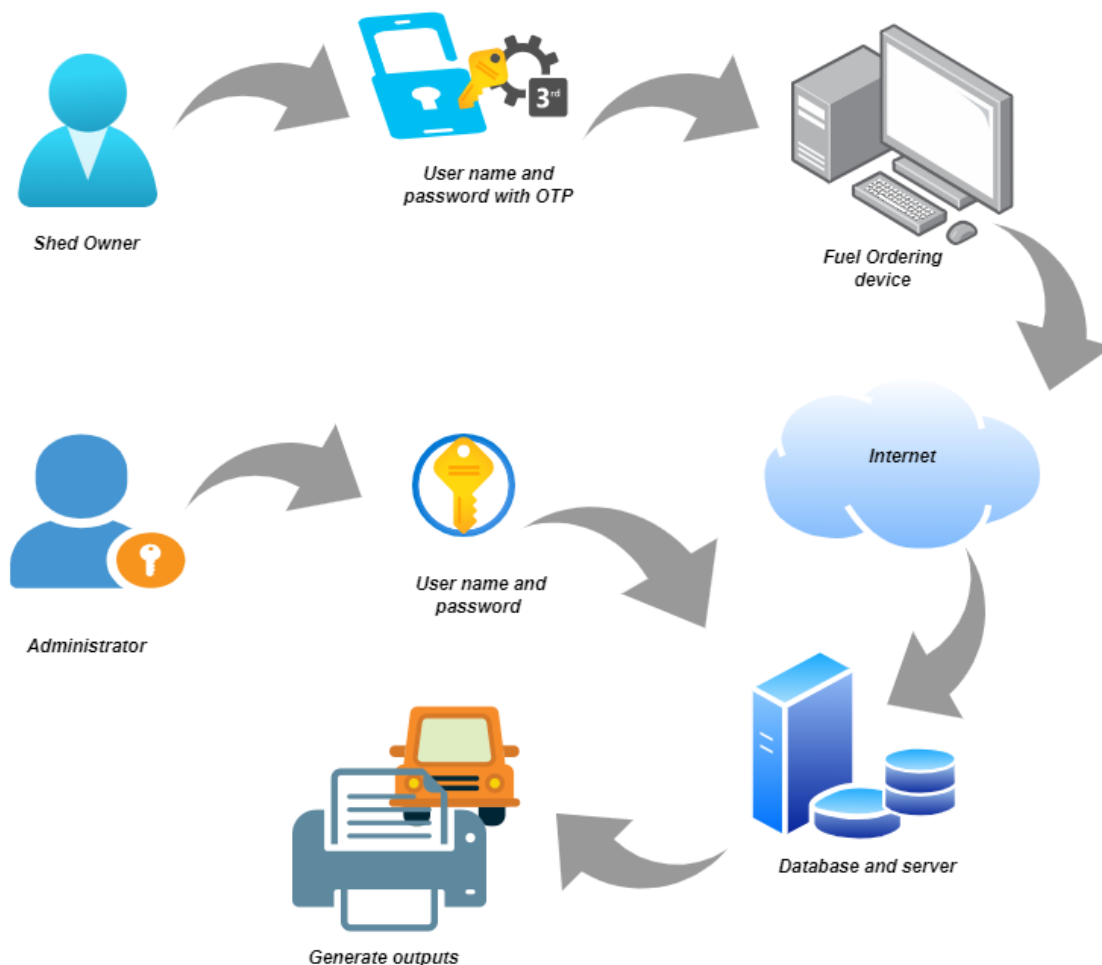 3rd
User name and
password with OTP
Shed Owner
Fuel Ordering
device
Internet
User name and
password
Administrator
Database and server
Generate outputs